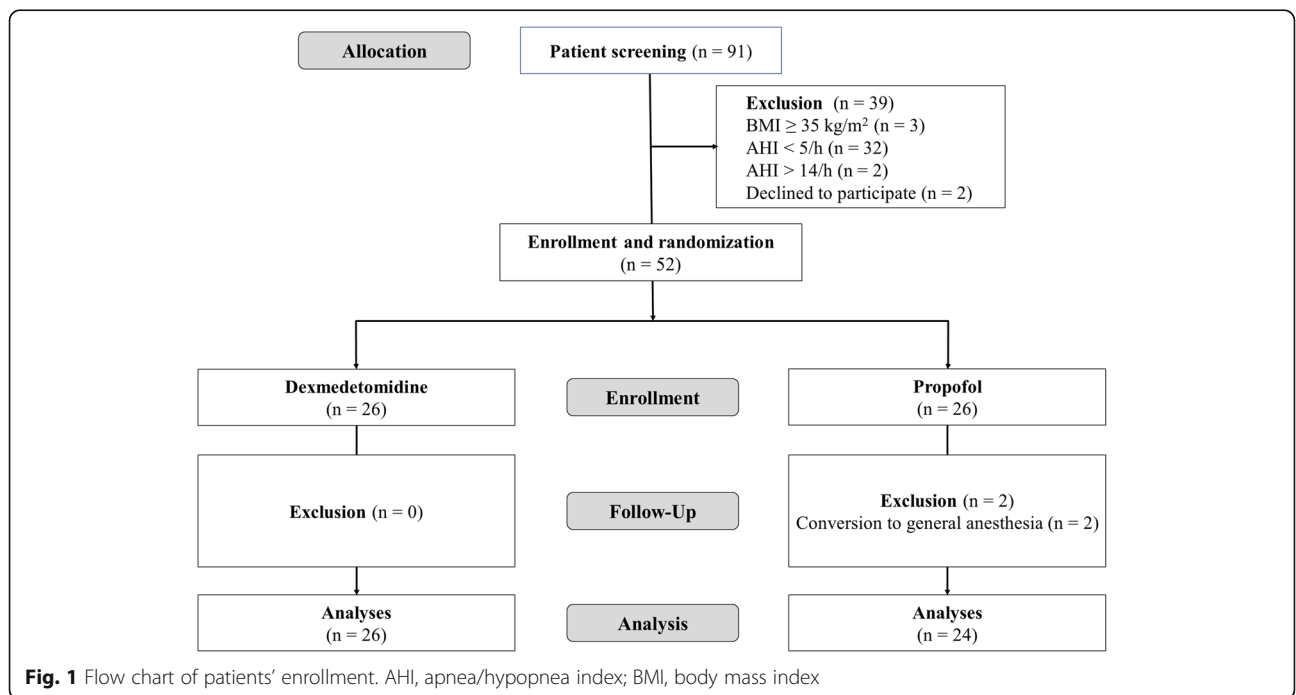 Allocation
Patient screening (n = 91)
Exclusion (n = 39)
BMI ≥ 35 kg/m² (n = 3)
AHI < 5/h (n = 32)
AHI > 14/h (n = 2)
Declined to participate (n = 2)
Enrollment and randomization
(n = 52)
Dexmedetomidine
(n = 26)
Enrollment
Propofol
(n = 26)
Exclusion (n = 0)
Follow-Up
Exclusion (n = 2)
Conversion to general anesthesia (n = 2)
Analyses
(n = 26)
Analysis
Analyses
(n = 24)
Fig. 1 Flow chart of patients’ enrollment. AHI, apnea/hypopnea index; BMI, body mass index